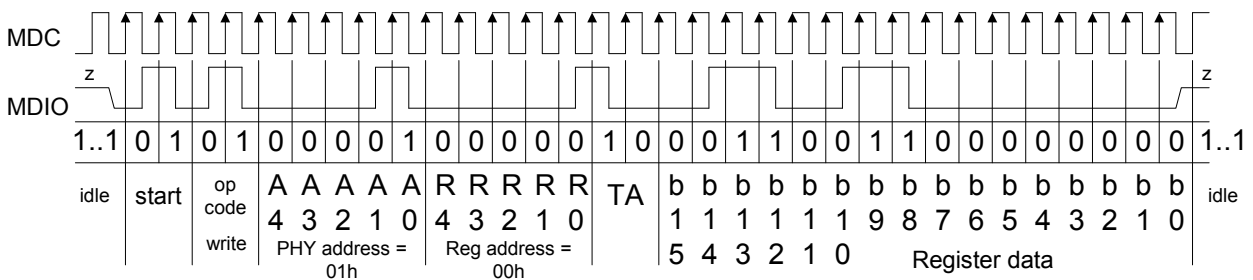 MDC
z z
MDIO
1..1 0 1 0 1 0 0 0 0 1 0 0 0 0 0 1 0 0 0 1 1 0 0 1 1 0 0 0 0 0 0 0 0 1..1
idle start op code write A A A A A R R R R R TA b b b b b b b b b b b b b b b b idle
4 3 2 1 0 4 3 2 1 0 1 1 1 1 1 1 9 8 7 6 5 4 3 2 1 0
PHY address = Reg address = 5 4 3 2 1 0 Register data
01h 00h